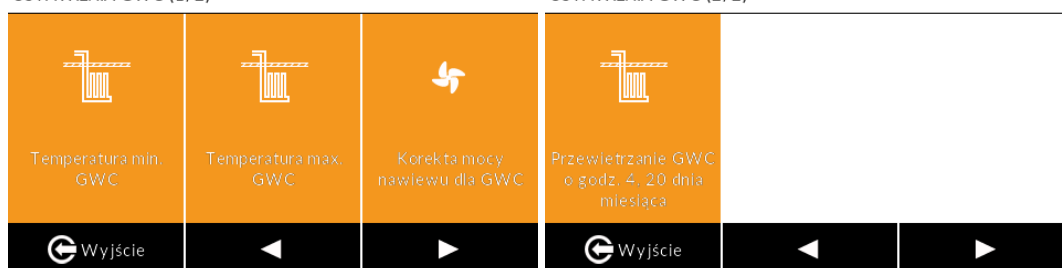 Temperatura min.
GWC
Temperatura max.
GWC
Korekta mocy
nawiewu dla GWC
Wyjście
Przewietrzanie GWC
o godz. 4, 20 dnia
miesiąca
Wyjście